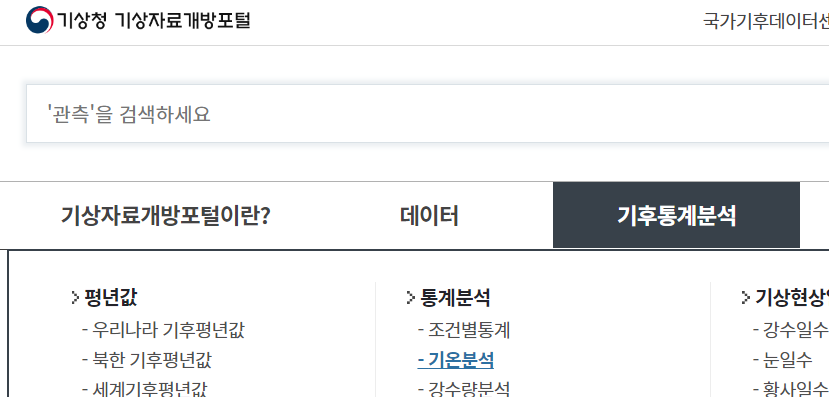 기상청 기상자료개방포털
국가기후데이터센
'관측'을 검색하세요
기상자료개방포털이란? 데이터 기후통계분석
평년값
- 우리나라 기후평년값
- 북한 기후평년값
- 세계기후평년값
통계분석
- 조건별통계
- 기온분석
- 강수량분석
기상현상
- 강수일수
- 눈일수
- 황사일수